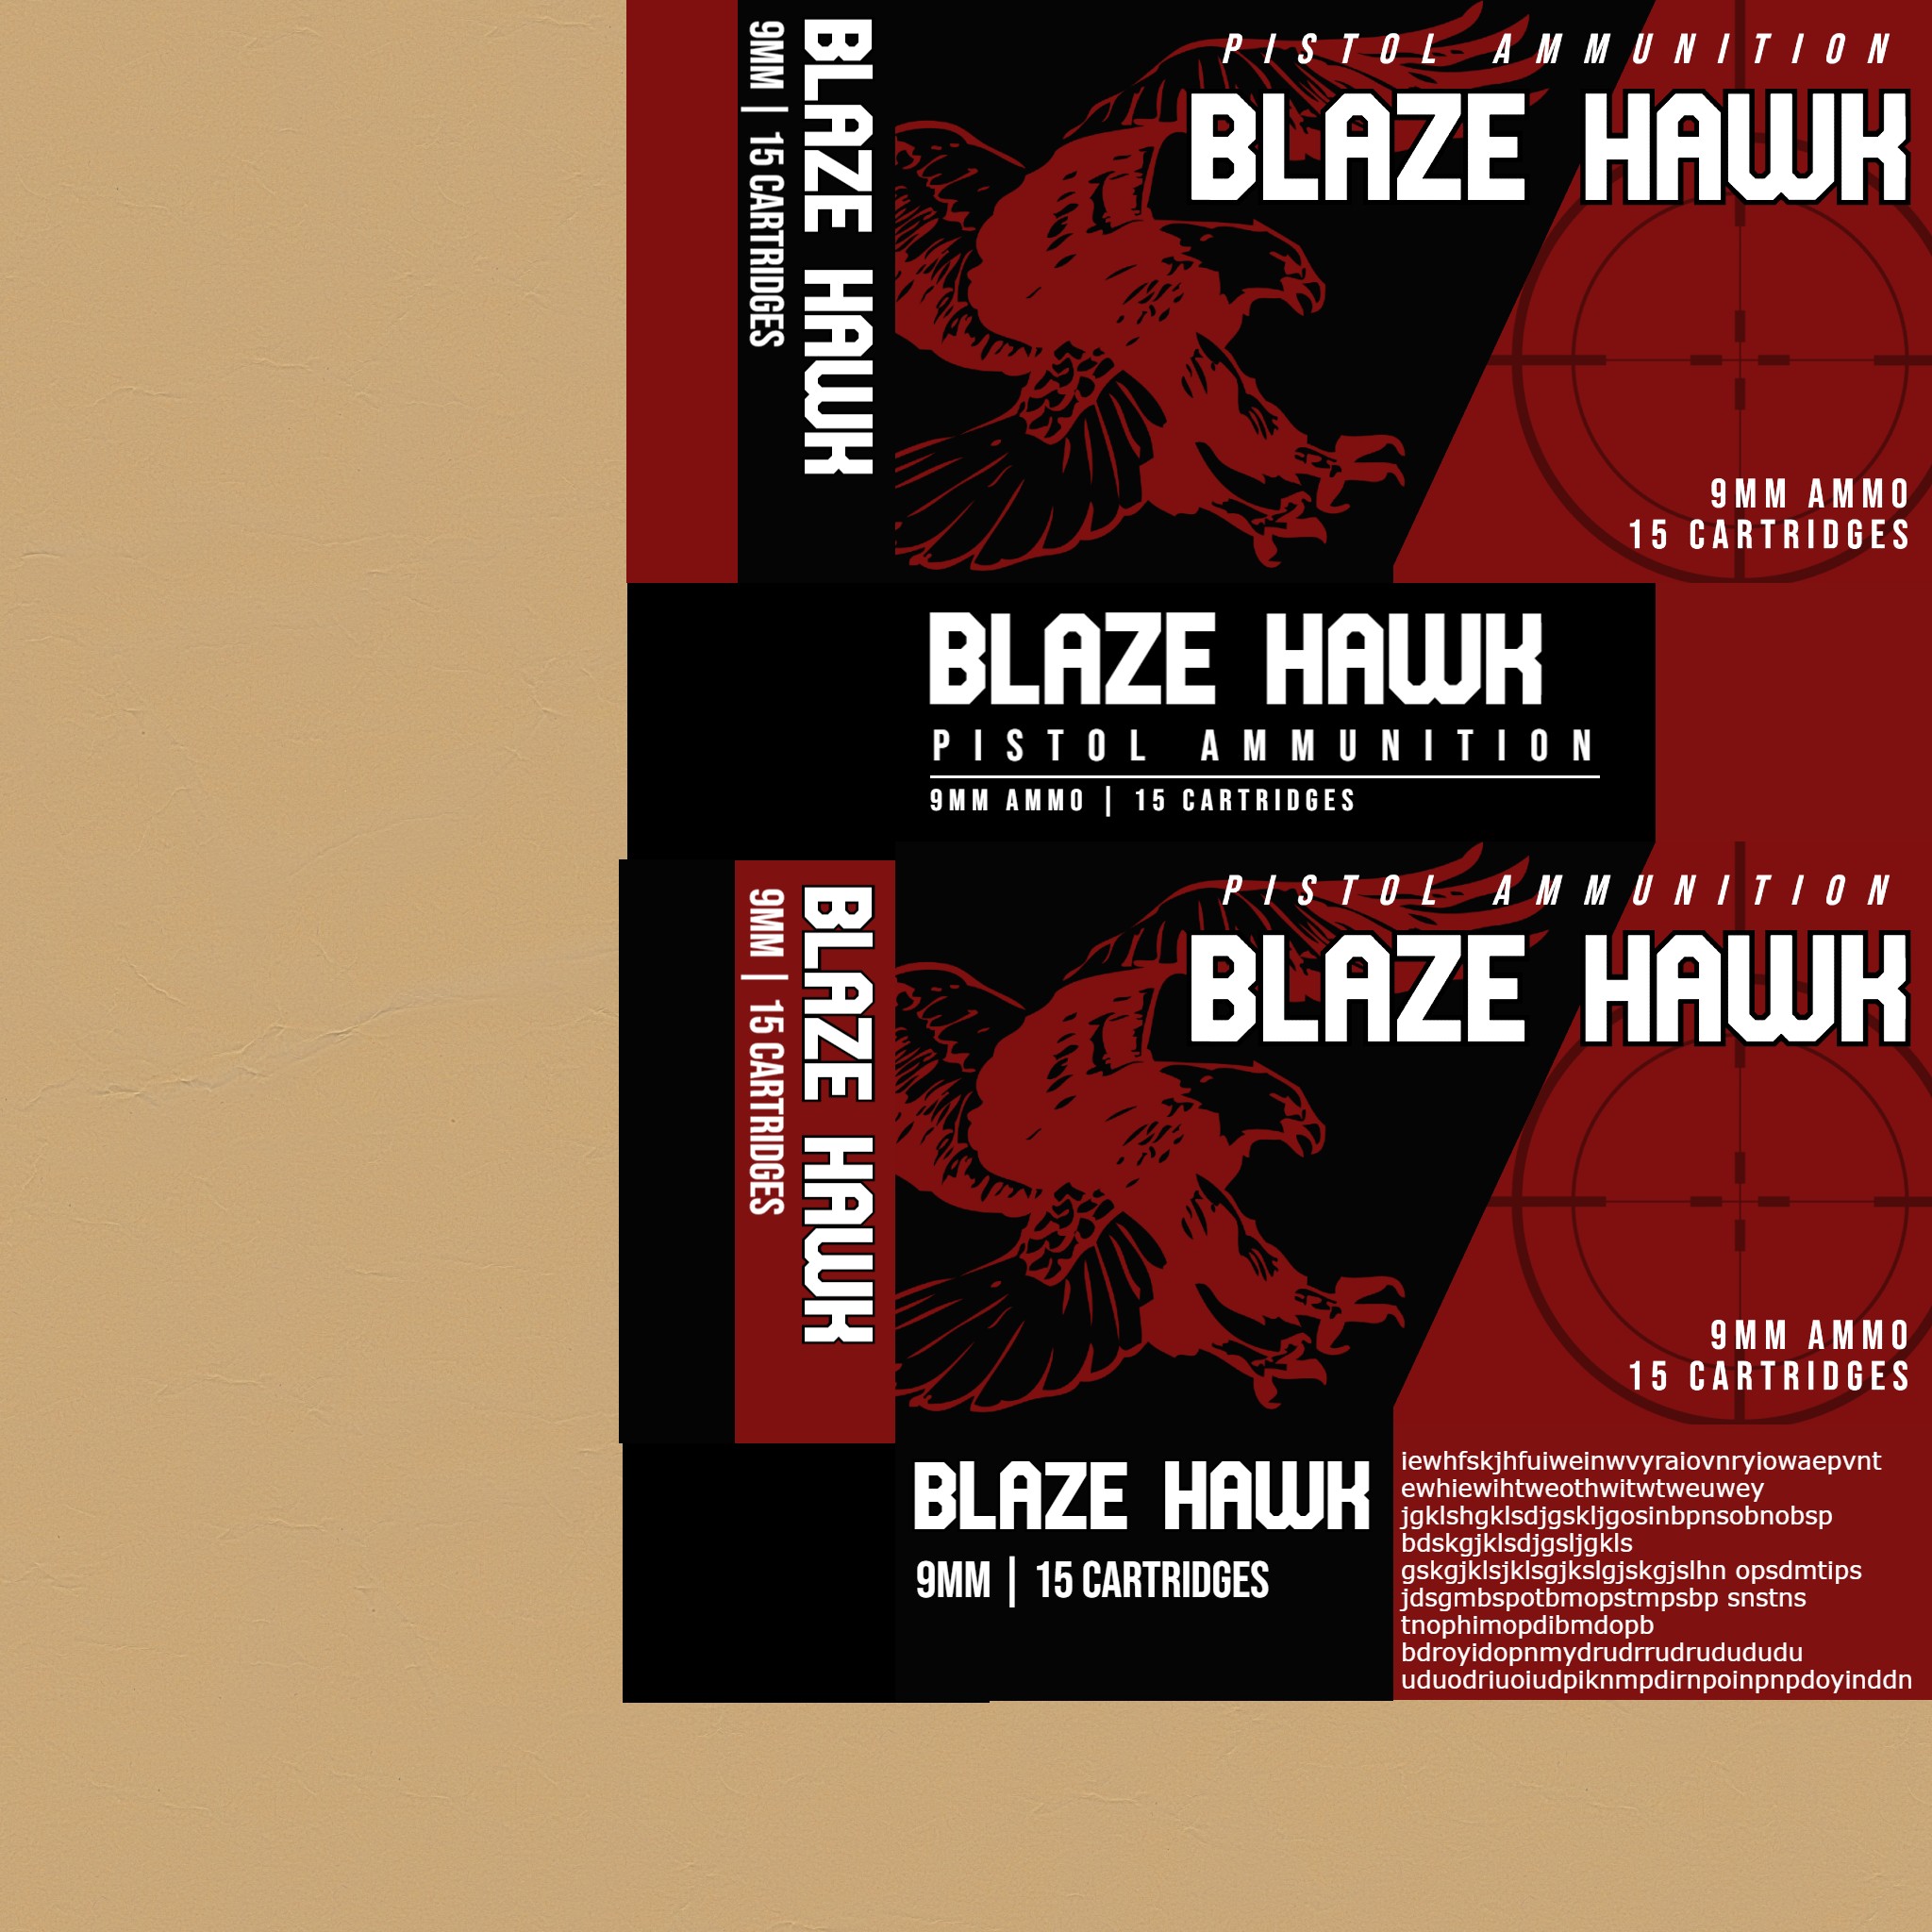 BLAZE HAWK
9MM | 15 CARTRIDGES
PISTOL AMMUNITION
BLAZE HAWK
9MM AMMO
15 CARTRIDGES
BLAZE HAWK
PISTOL AMMUNITION
9MM AMMO | 15 CARTRIDGES
BLAZE HAWK
9MM | 15 CARTRIDGES
PISTOL AMMUNITION
BLAZE HAWK
9MM AMMO
15 CARTRIDGES
BLAZE HAWK
9MM | 15 CARTRIDGES
iewhfskjhfuiweinwvyraiovnryiowaepvnt
ewhiewihtweothwitwtweuwey
jgklshgklsdjgskljgosinbpnsobnobsp
bdskgjklsdjgsljgkls
gskgjklsjklsgjkslgjskgjslhn opsdmtips
jdsgmbspotbmopstmpsbp snstns
tnophimopdibmdopb
bdroyidopnmydrudrrudrudududu
uduodriuoiudpiknmpdirnpoinpnpdoyinddn